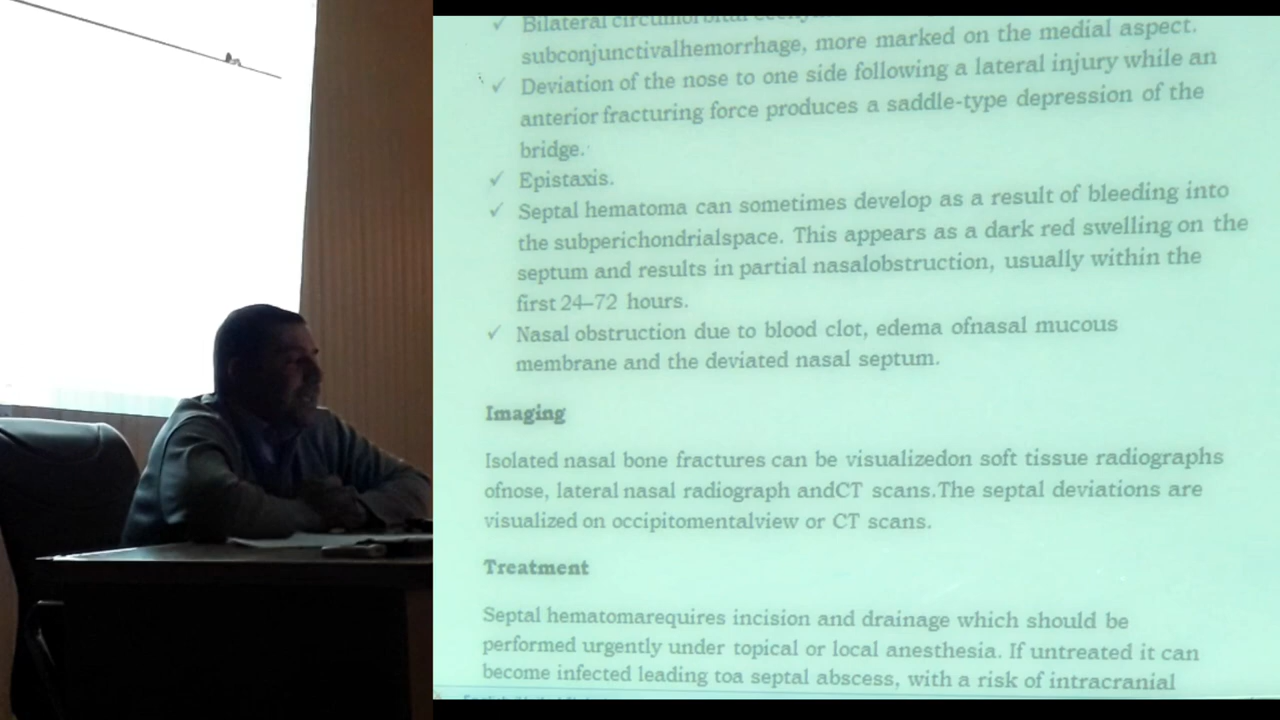 ✓ Bilateral circumorbital
subconjunctivalhemorrhage, more marked on the medial aspect.
✓ Deviation of the nose to one side following a lateral injury while an
anterior fracturing force produces a saddle-type depression of the
bridge.
✓ Epistaxis.
✓ Septal hematoma can sometimes develop as a result of bleeding into
the subperichondrialspace. This appears as a dark red swelling on the
septum and results in partial nasalobstruction, usually within the
first 24–72 hours.
✓ Nasal obstruction due to blood clot, edema ofnasal mucous
membrane and the deviated nasal septum.
Imaging
Isolated nasal bone fractures can be visualizedon soft tissue radiographs
ofnose, lateral nasal radiograph andCT scans.The septal deviations are
visualized on occipitomentalview or CT scans.
Treatment
Septal hematomarequires incision and drainage which should be
performed urgently under topical or local anesthesia. If untreated it can
become infected leading toa septal abscess, with a risk of intracranial